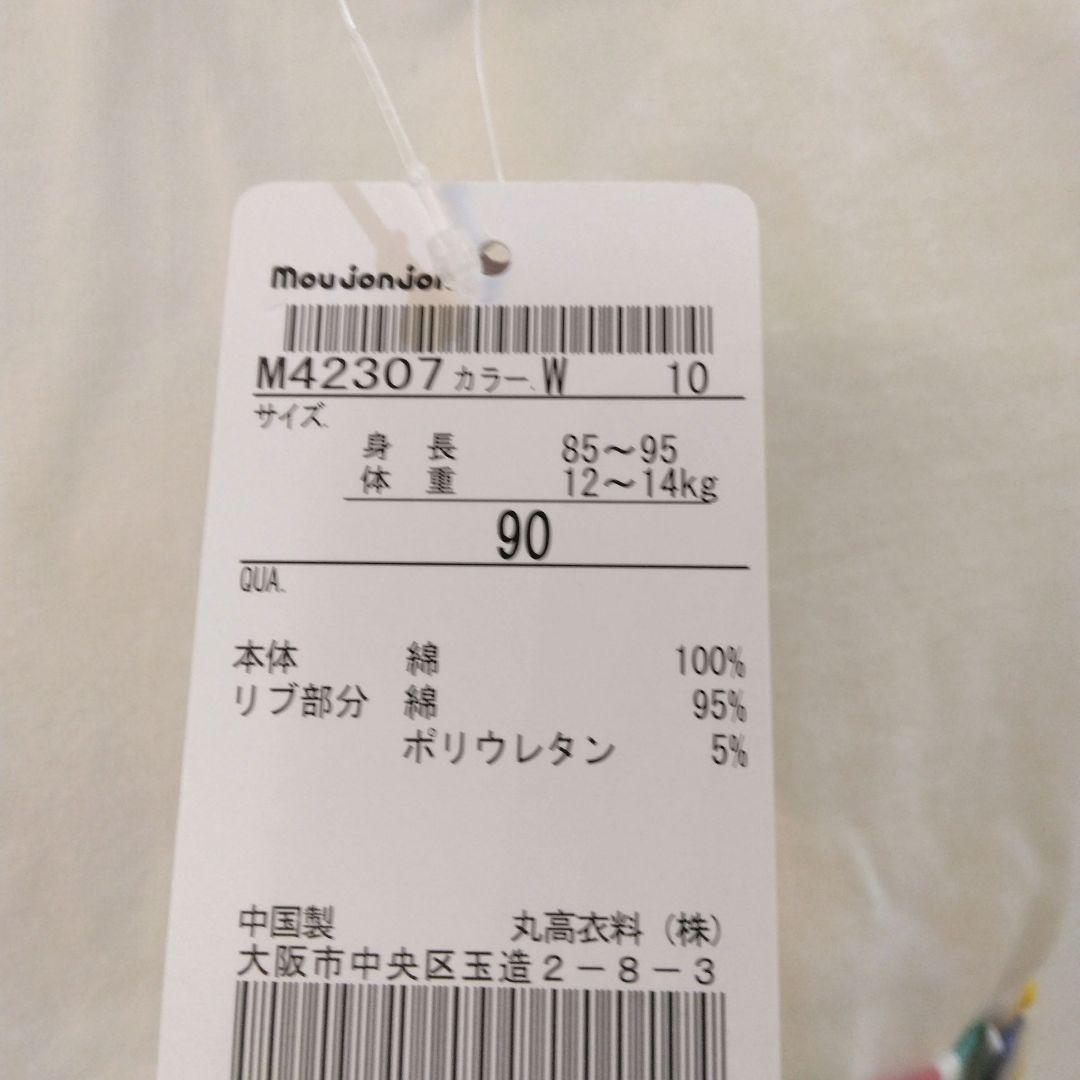 moujonjon
M42307 カラー、W 10
サイズ.
身 長 85～95
体 重 12～14kg
90
QUA.
本体 綿 100%
リブ部分 綿 95%
ポリウレタン 5%
中国製 丸高衣料（株）
大阪市中央区玉造２－８－３